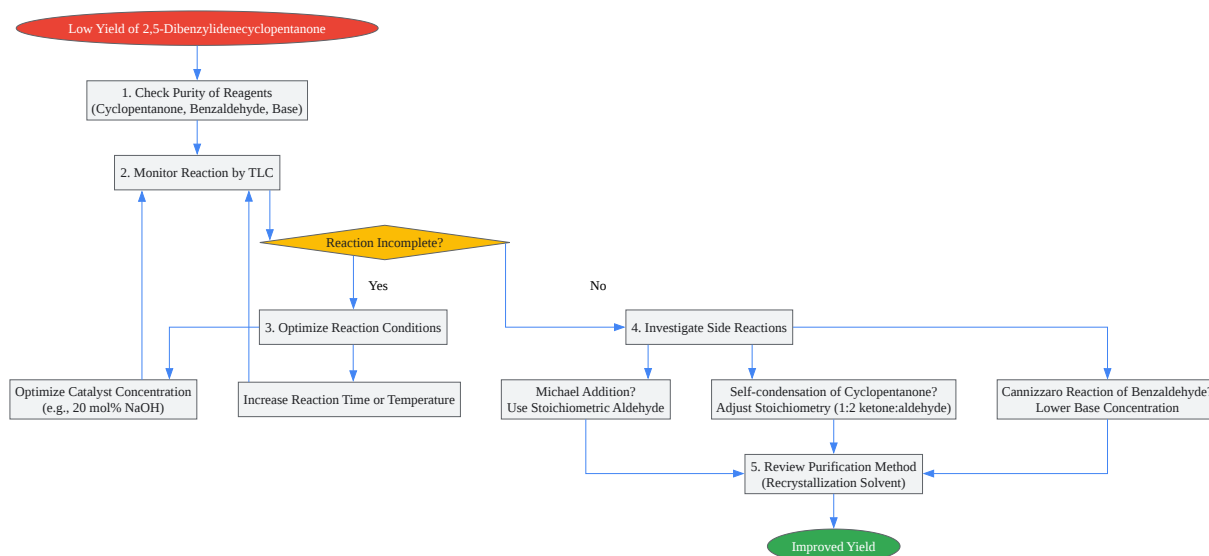 Low Yield of 2,5-Dibenzylidenecyclopentanone
1. Check Purity of Reagents
(Cyclopentanone, Benzaldehyde, Base)
2. Monitor Reaction by TLC
Reaction Incomplete?
Yes
No
3. Optimize Reaction Conditions
4. Investigate Side Reactions
Optimize Catalyst Concentration
(e.g., 20 mol% NaOH)
Increase Reaction Time or Temperature
Michael Addition?
Use Stoichiometric Aldehyde
Self-condensation of Cyclopentanone?
Adjust Stoichiometry (1:2 ketone:aldehyde)
Cannizzaro Reaction of Benzaldehyde?
Lower Base Concentration
5. Review Purification Method
(Recrystallization Solvent)
Improved Yield